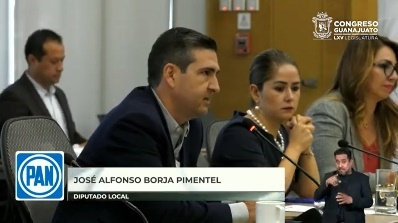 CONGRESO
GUANAJUATO
LXV LEGISLATURA
PAN
JOSÉ ALFONSO BORJA PIMENTEL
DIPUTADO LOCAL